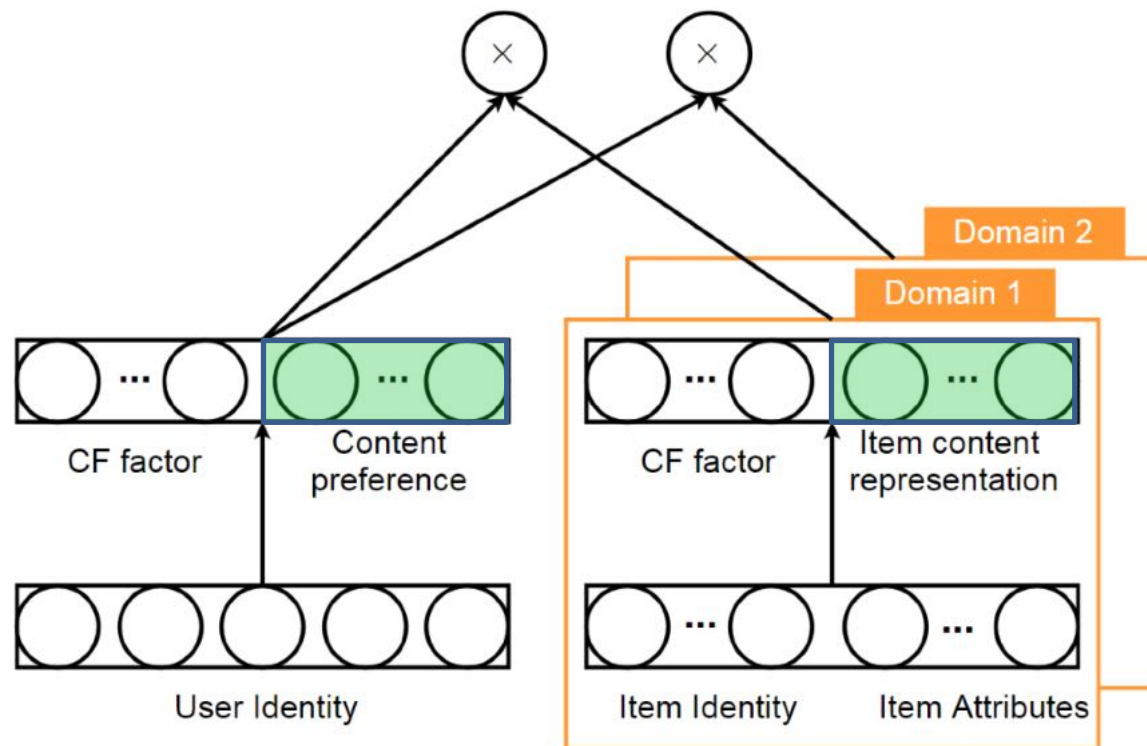 ×
×
Domain 2
Domain 1
...
...
...
...
CF factor
Content
preference
CF factor
Item content
representation
...
...
User Identity
Item Identity
Item Attributes